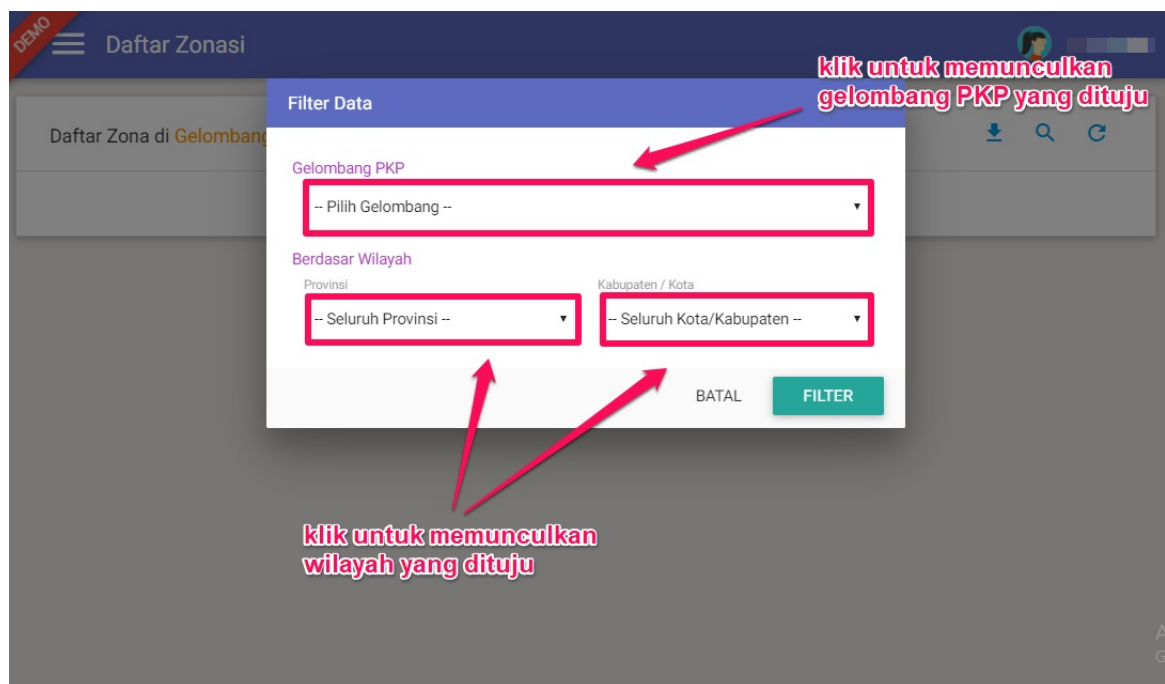 DEMO
Daftar Zonasi
klik untuk memunculkan
gelombang PKP yang dituju
Filter Data
Daftar Zona di Gelombang
Gelombang PKP
-- Pilih Gelombang --
Berdasar Wilayah
Provinsi
Kabupaten / Kota
-- Seluruh Provinsi --
-- Seluruh Kota/Kabupaten --
BATAL
FILTER
klik untuk memunculkan
wilayah yang dituju